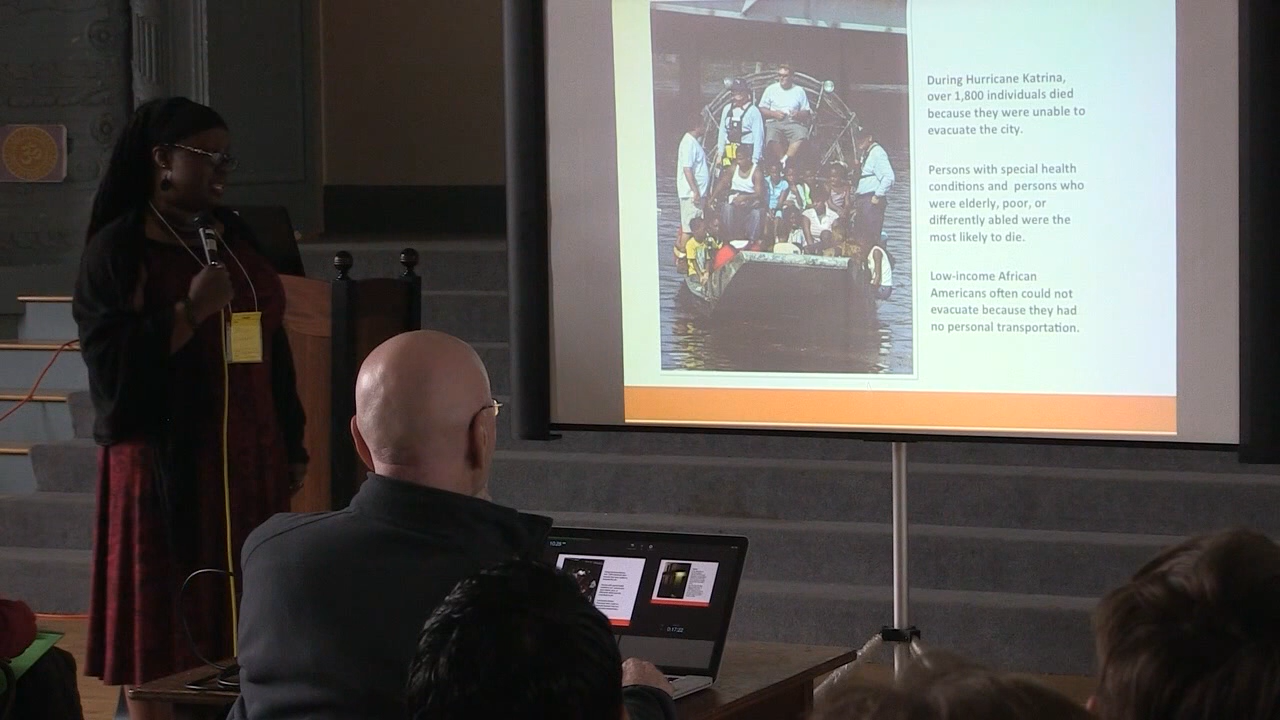 During Hurricane Katrina,
over 1,800 individuals died
because they were unable to
evacuate the city.
Persons with special health
conditions and persons who
were elderly, poor, or
differently abled were the
most likely to die.
Low-income African
Americans often could not
evacuate because they had
no personal transportation.